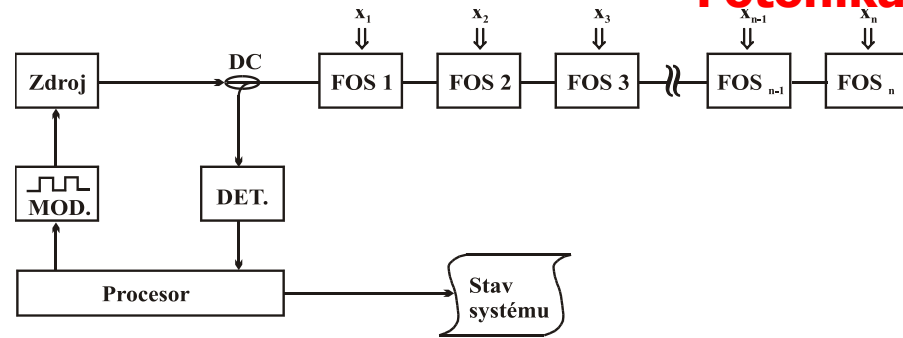 x₁ x₂ x₃ xₙ₋₁ xₙ
DC
Zdroj FOS 1 FOS 2 FOS 3 FOS ₙ₋₁ FOS ₙ
MOD. DET.
Procesor
Stav
systému